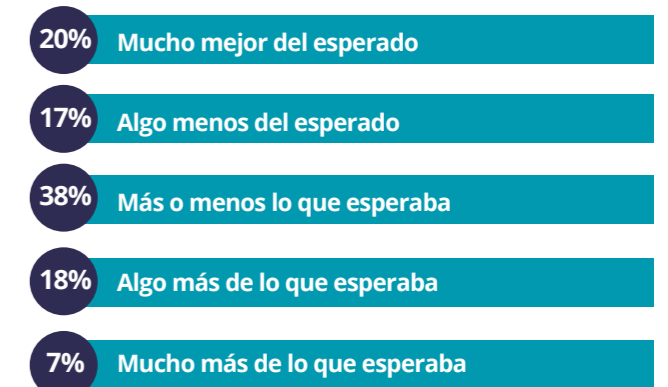 20% Mucho mejor del esperado
17% Algo menos del esperado
38% Más o menos lo que esperaba
18% Algo más de lo que esperaba
7% Mucho más de lo que esperaba